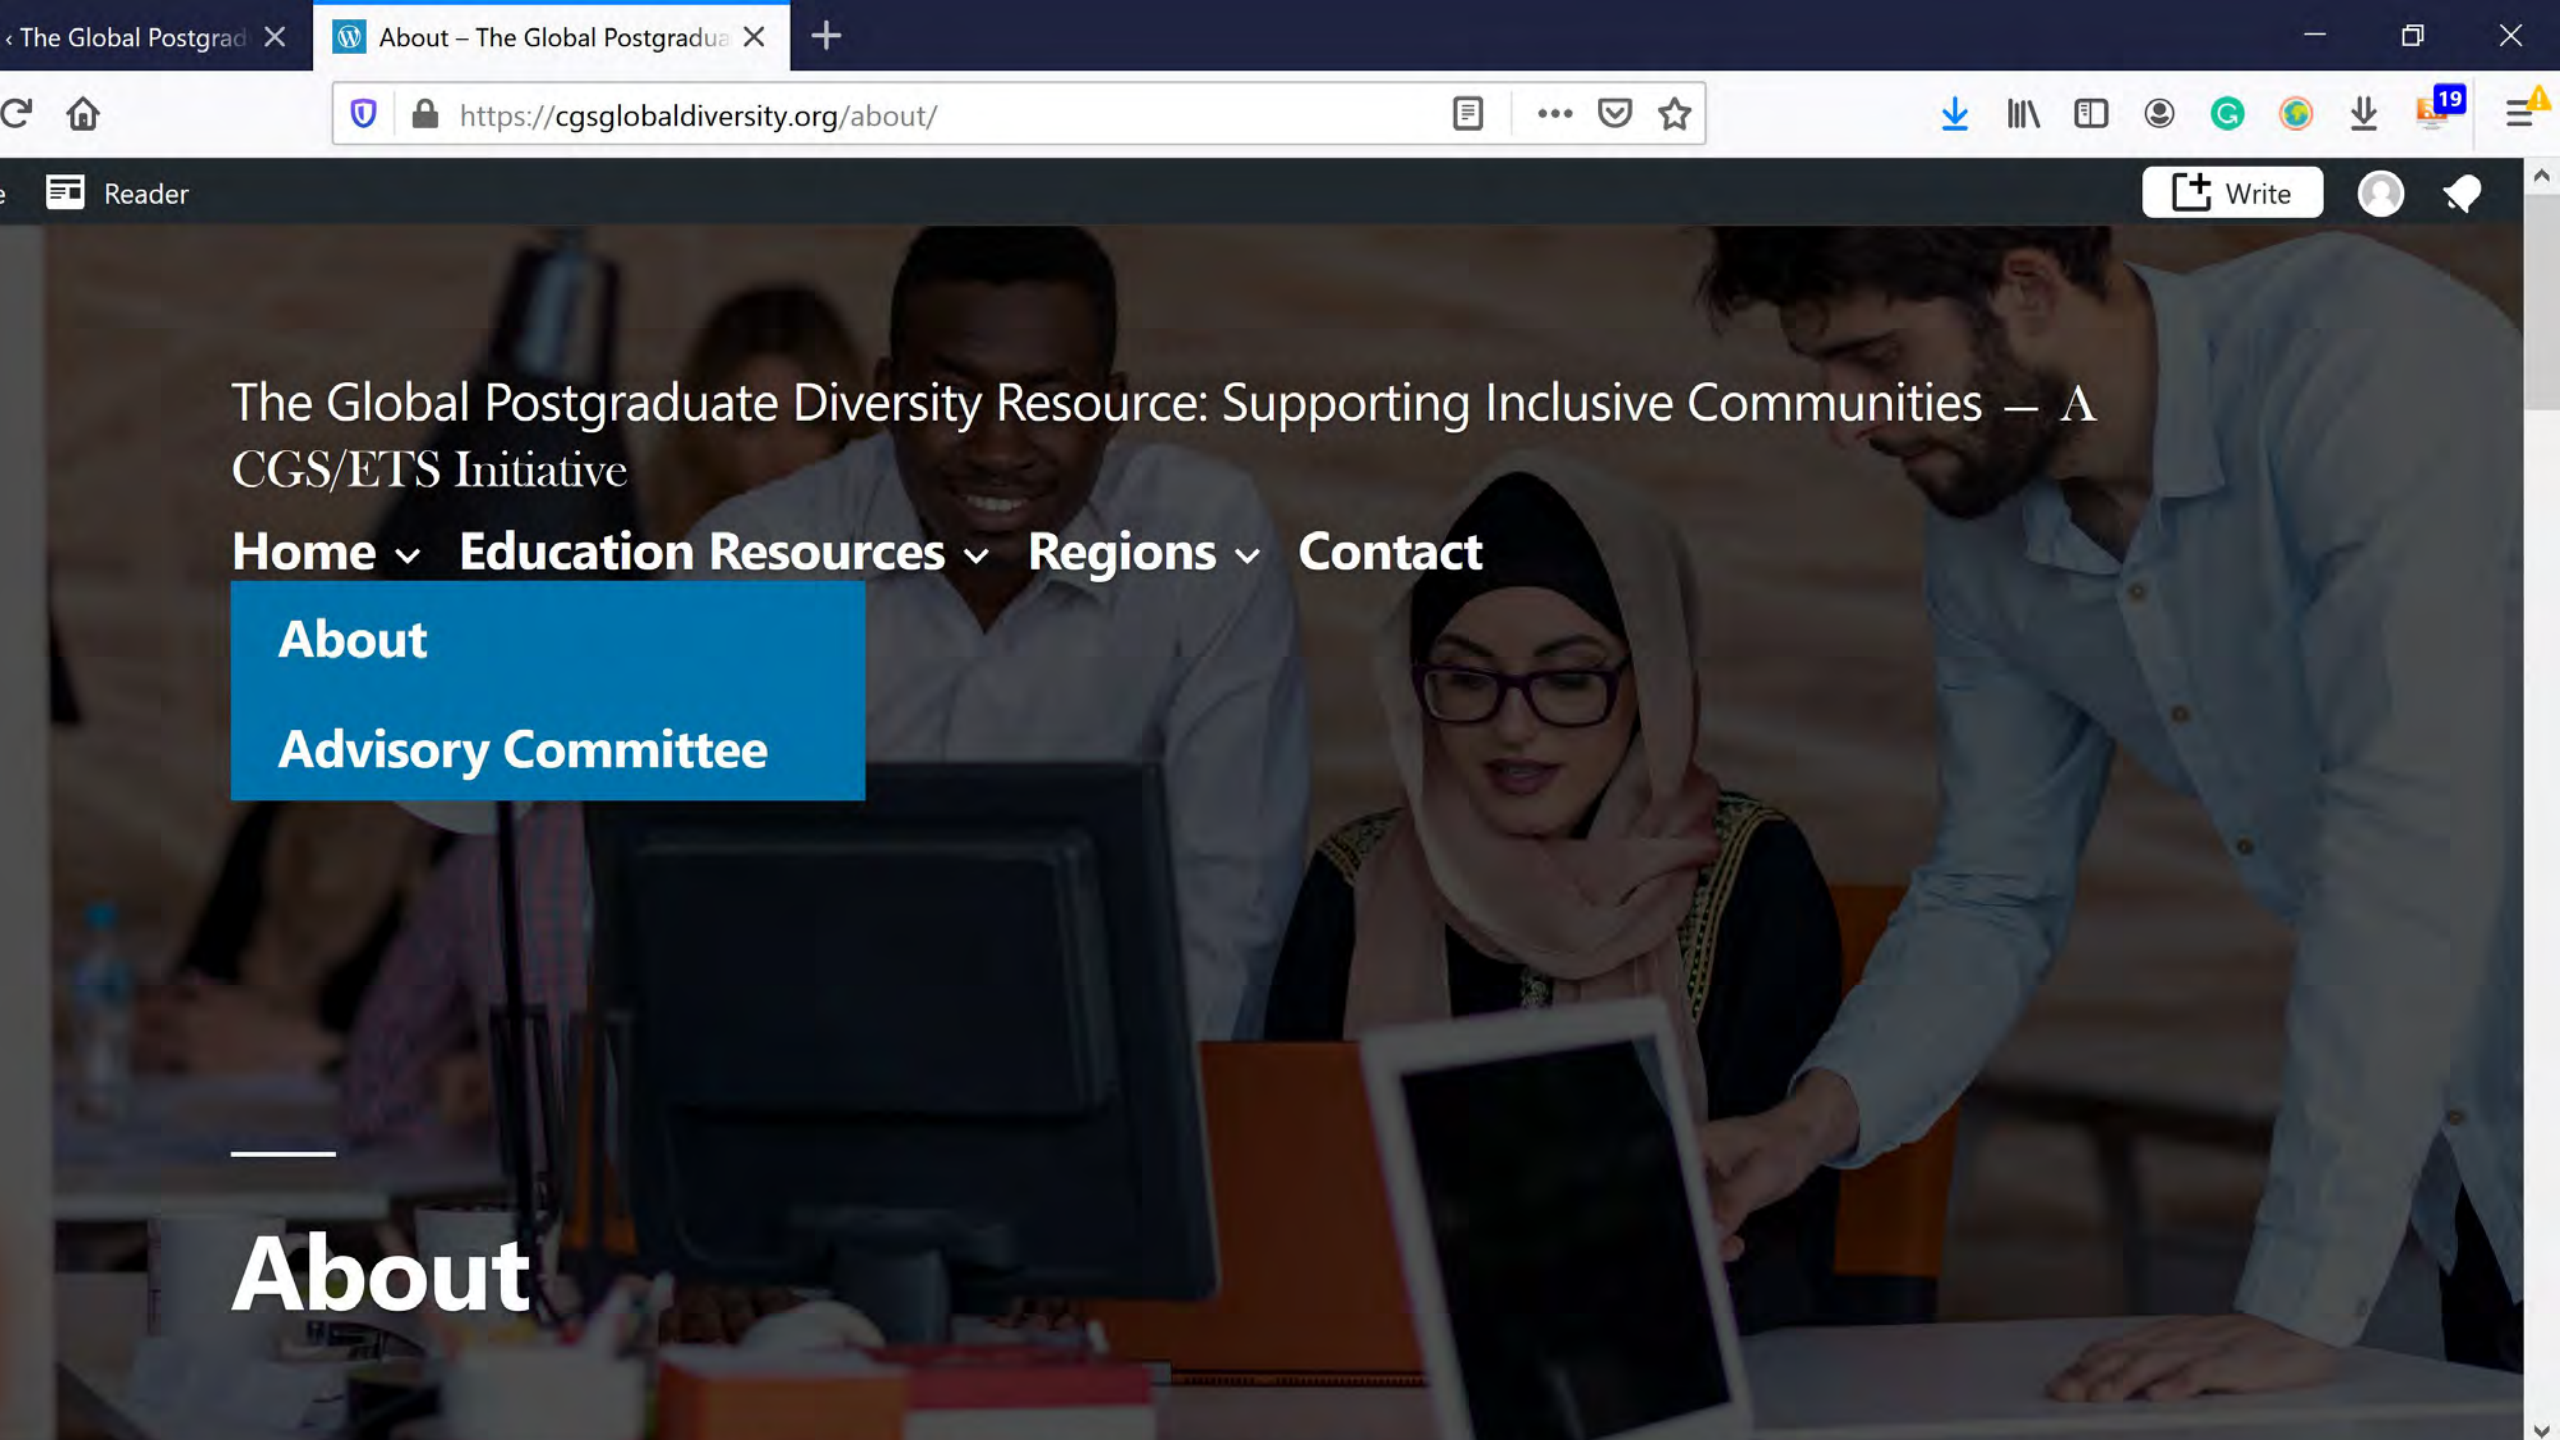 ‹ The Global Postgrad
About – The Global Postgradua
https://cgsglobaldiversity.org/about/
19
e Reader
Write
The Global Postgraduate Diversity Resource: Supporting Inclusive Communities — A
CGS/ETS Initiative
Home Education Resources Regions Contact
About
Advisory Committee
About